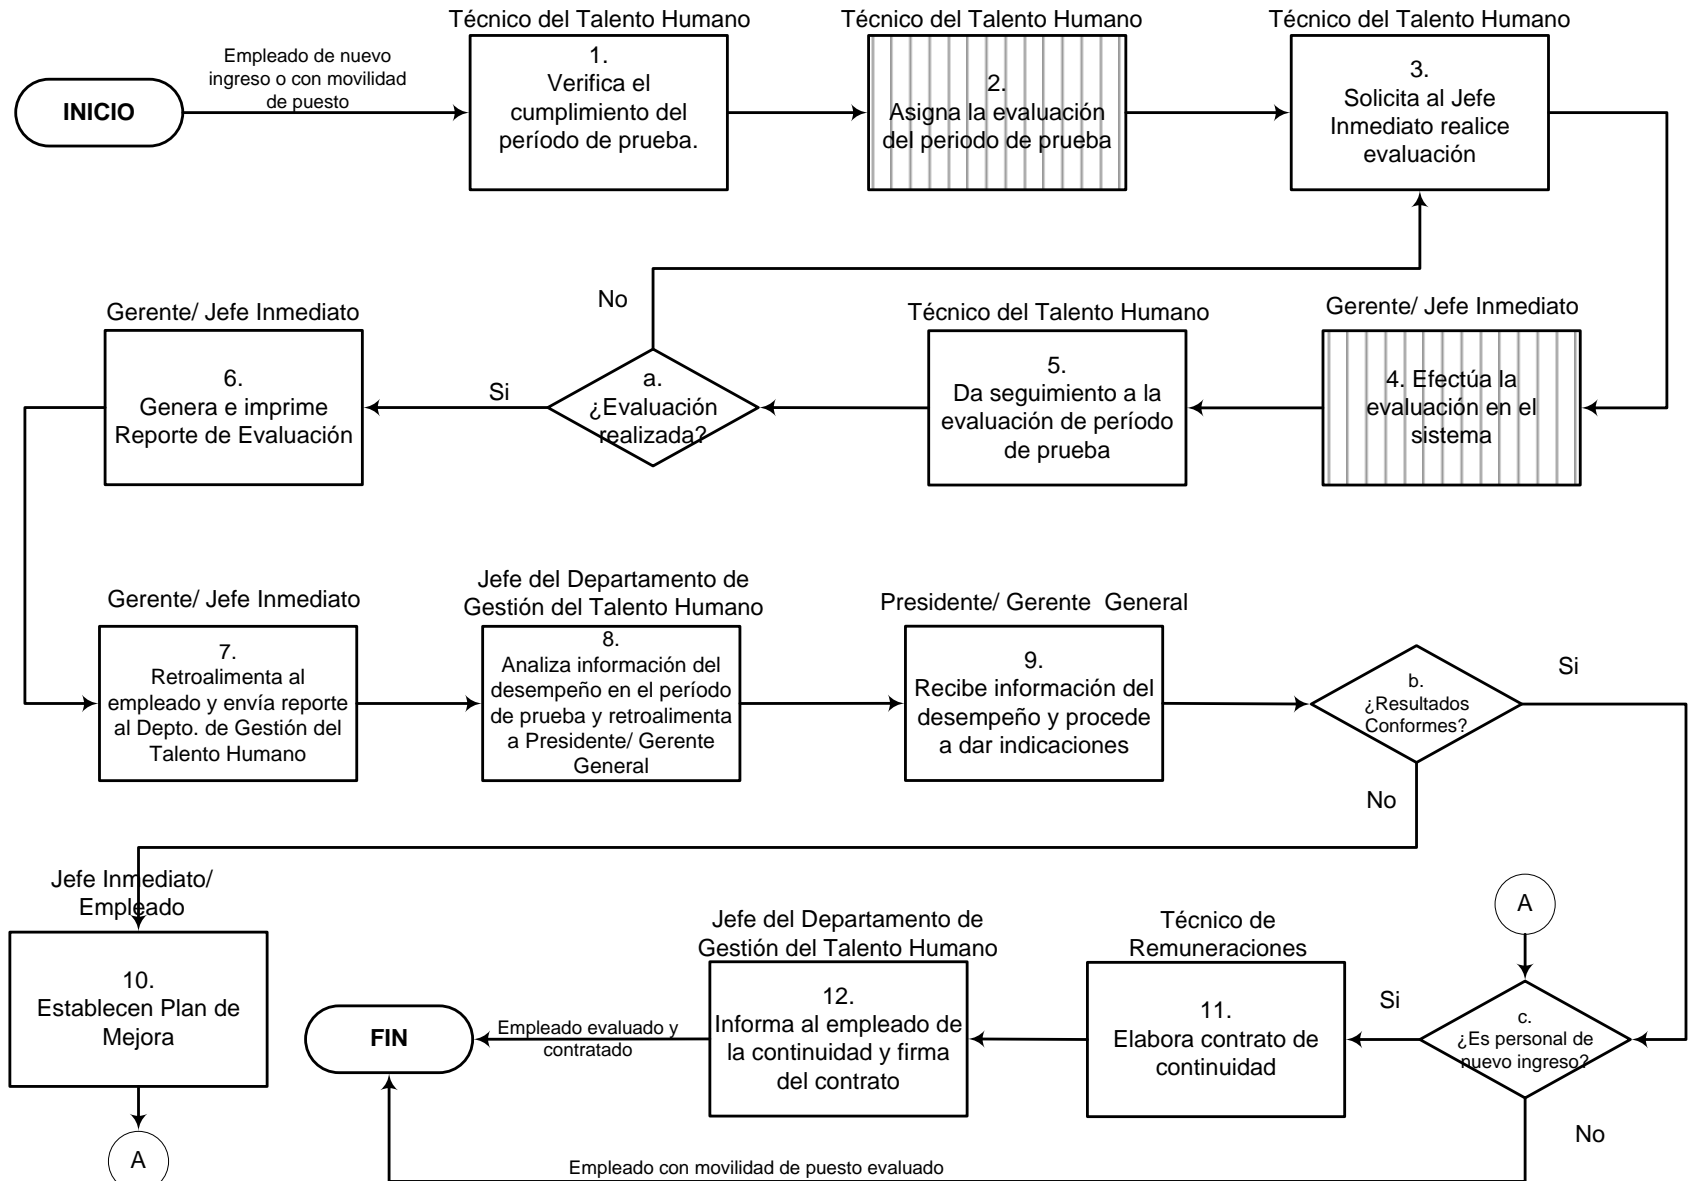 Técnico del Talento Humano
Técnico del Talento Humano
Técnico del Talento Humano
INICIO
Empleado de nuevo
ingreso o con movilidad
de puesto
1.
Verifica el
cumplimiento del
período de prueba.
2.
Asigna la evaluación
del periodo de prueba
3.
Solicita al Jefe
Inmediato realice
evaluación
Gerente/ Jefe Inmediato
No
Técnico del Talento Humano
Gerente/ Jefe Inmediato
6.
Genera e imprime
Reporte de Evaluación
Si
a.
¿Evaluación
realizada?
5.
Da seguimiento a la
evaluación de período
de prueba
4. Efectúa la
evaluación en el
sistema
Gerente/ Jefe Inmediato
Jefe del Departamento de
Gestión del Talento Humano
Presidente/ Gerente  General
7.
Retroalimenta al
empleado y envía reporte
al Depto. de Gestión del
Talento Humano
8.
Analiza información del
desempeño en el período
de prueba y retroalimenta
a Presidente/ Gerente
General
9.
Recibe información del
desempeño y procede
a dar indicaciones
b.
¿Resultados
Conformes?
Si
No
Jefe Inmediato/
Empleado
10.
Establecen Plan de
Mejora
A
FIN
Empleado evaluado y
contratado
Jefe del Departamento de
Gestión del Talento Humano
12.
Informa al empleado de
la continuidad y firma
del contrato
Técnico de
Remuneraciones
11.
Elabora contrato de
continuidad
Si
A
c.
¿Es personal de
nuevo ingreso?
No
Empleado con movilidad de puesto evaluado